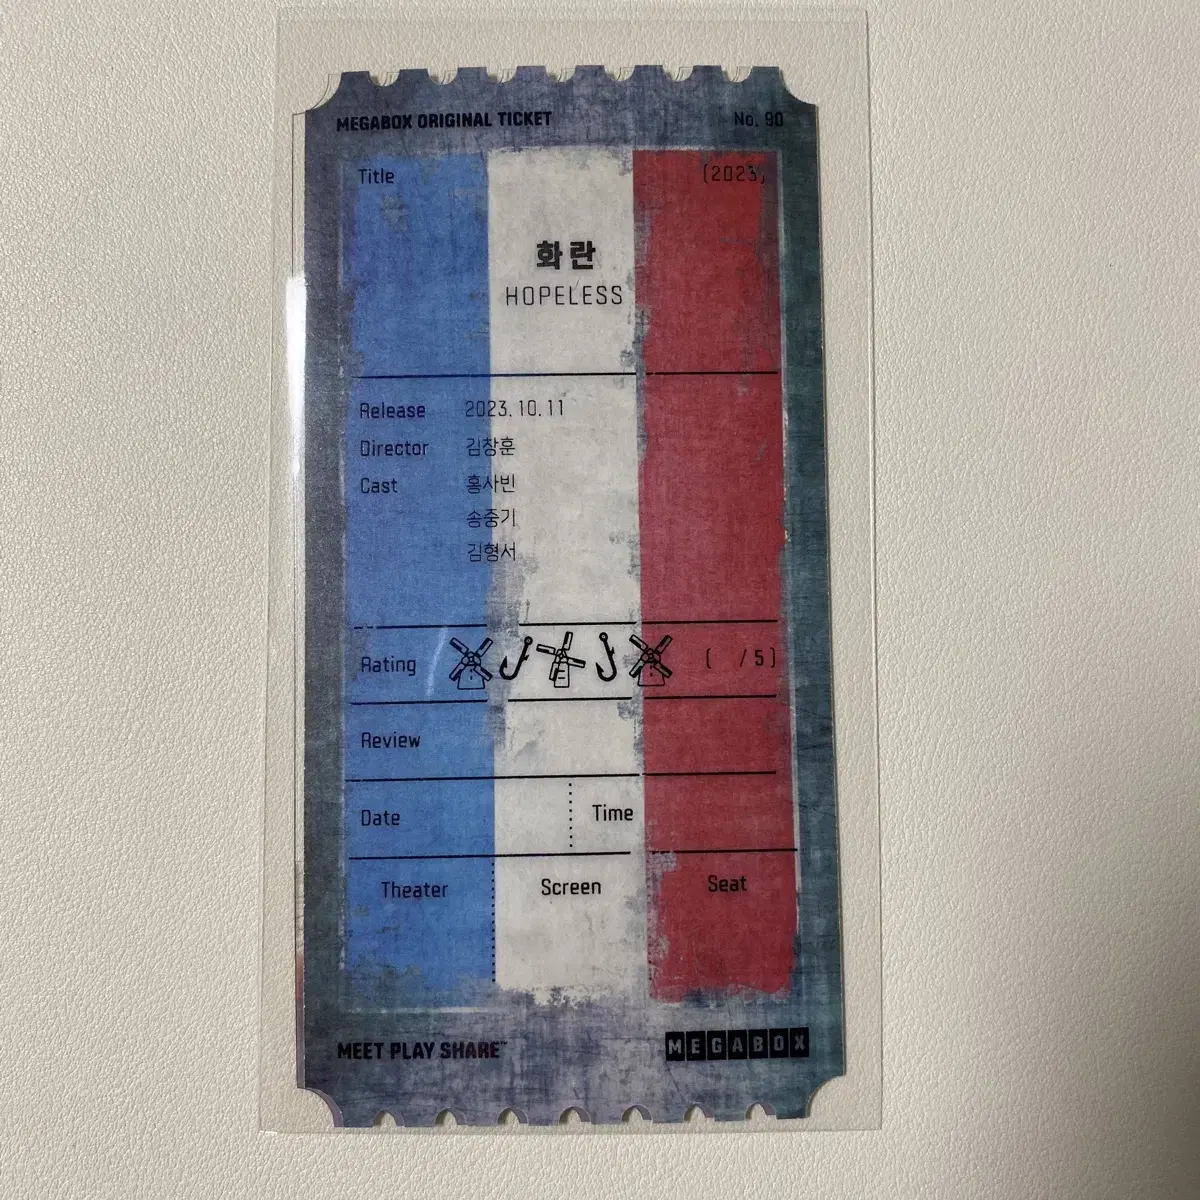 MEGABOX ORIGINAL TICKET No. 90
Title (2023)
화란
HOPELESS
Release 2023.10.11
Director 김창훈
Cast 홍사빈
송중기
김형서
Rating ( /5)
Review
Date Time
Theater Screen Seat
MEET PLAY SHARE™ MEGABOX